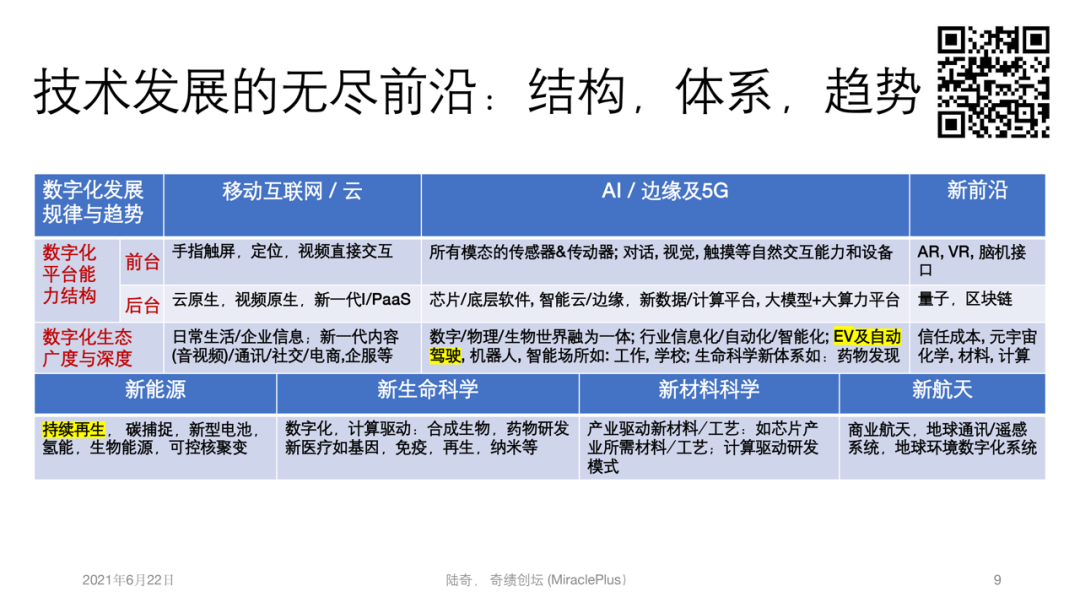 技术发展的无尽前沿：结构，体系，趋势
数字化发展
规律与趋势
移动互联网 / 云
AI / 边缘及5G
新前沿
数字化
平台能
力结构
前台
手指触屏，定位，视频直接交互
所有模态的传感器&传动器; 对话, 视觉, 触摸等自然交互能力和设备
AR, VR, 脑机接
口
后台
云原生，视频原生，新一代I/PaaS
芯片/底层软件, 智能云/边缘，新数据/计算平台, 大模型+大算力平台
量子，区块链
数字化生态
广度与深度
日常生活/企业信息；新一代内容
(音视频)/通讯/社交/电商,企服等
数字/物理/生物世界融为一体; 行业信息化/自动化/智能化; EV及自动
驾驶, 机器人, 智能场所如: 工作, 学校; 生命科学新体系如：药物发现
信任成本, 元宇宙
化学, 材料, 计算
新能源
新生命科学
新材料科学
新航天
持续再生， 碳捕捉，新型电池，
氢能，生物能源，可控核聚变
数字化，计算驱动：合成生物，药物研发
新医疗如基因，免疫，再生，纳米等
产业驱动新材料/工艺：如芯片产
业所需材料/工艺；计算驱动研发
模式
商业航天，地球通讯/遥感
系统，地球环境数字化系统
2021年6月22日
陆奇， 奇绩创坛 (MiraclePlus）
9